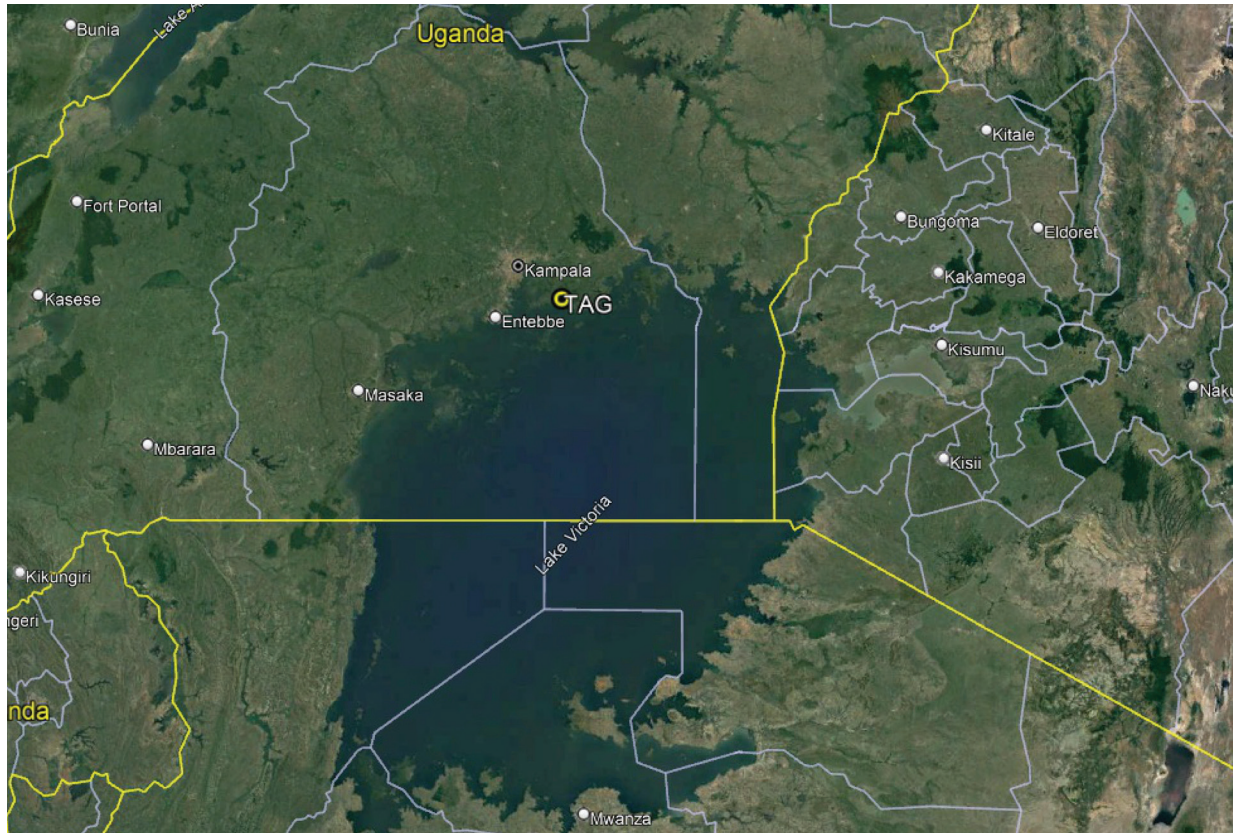 Bunia
Lake A
Uganda
Kitale
Fort Portal
Bungoma
Eldoret
Kampala
Kakamega
Kasese
TAG
Entebbe
Kisumu
Masaka
Naku
Mbarara
Kisii
Lake Victoria
Kikungiri
ngeri
nda
Mwanza